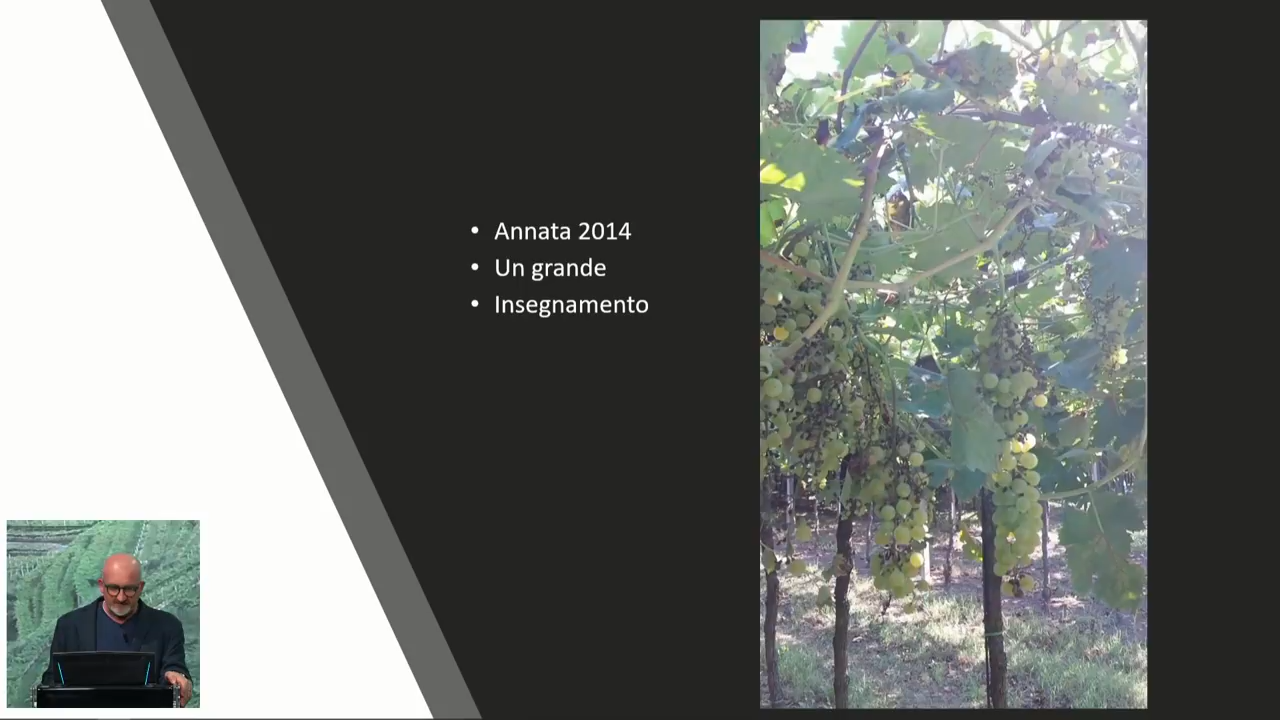 • Annata 2014
• Un grande
• Insegnamento